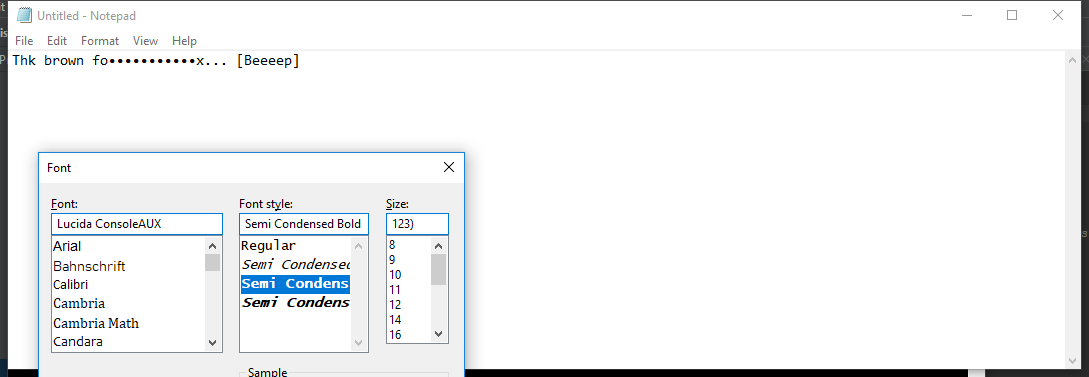 Untitled - Notepad
File Edit Format View Help
Thk brown fo•••••••••••x... [Beeeep]
Font
Font: Font style: Size:
Lucida ConsoleAUX Semi Condensed Bold 123)
Arial Regular 8
Bahnschrift Semi Condensed 9
Calibri Semi Condens 10
Cambria Semi Condens 11
Cambria Math 12
Candara 14
16
Sample